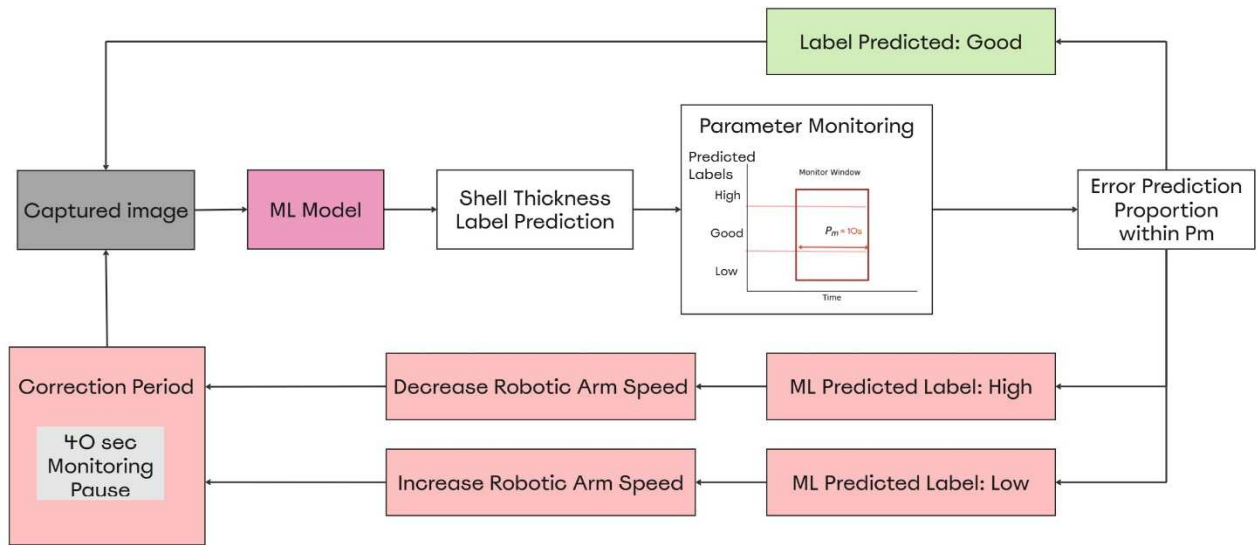 Label Predicted: Good
Parameter Monitoring
Predicted
Labels
Monitor Window
High
Good
Low
Pm = 10s
Time
Captured image
ML Model
Shell Thickness
Label Prediction
Error Prediction
Proportion
within Pm
Correction Period
40 sec
Monitoring
Pause
Decrease Robotic Arm Speed
ML Predicted Label: High
Increase Robotic Arm Speed
ML Predicted Label: Low